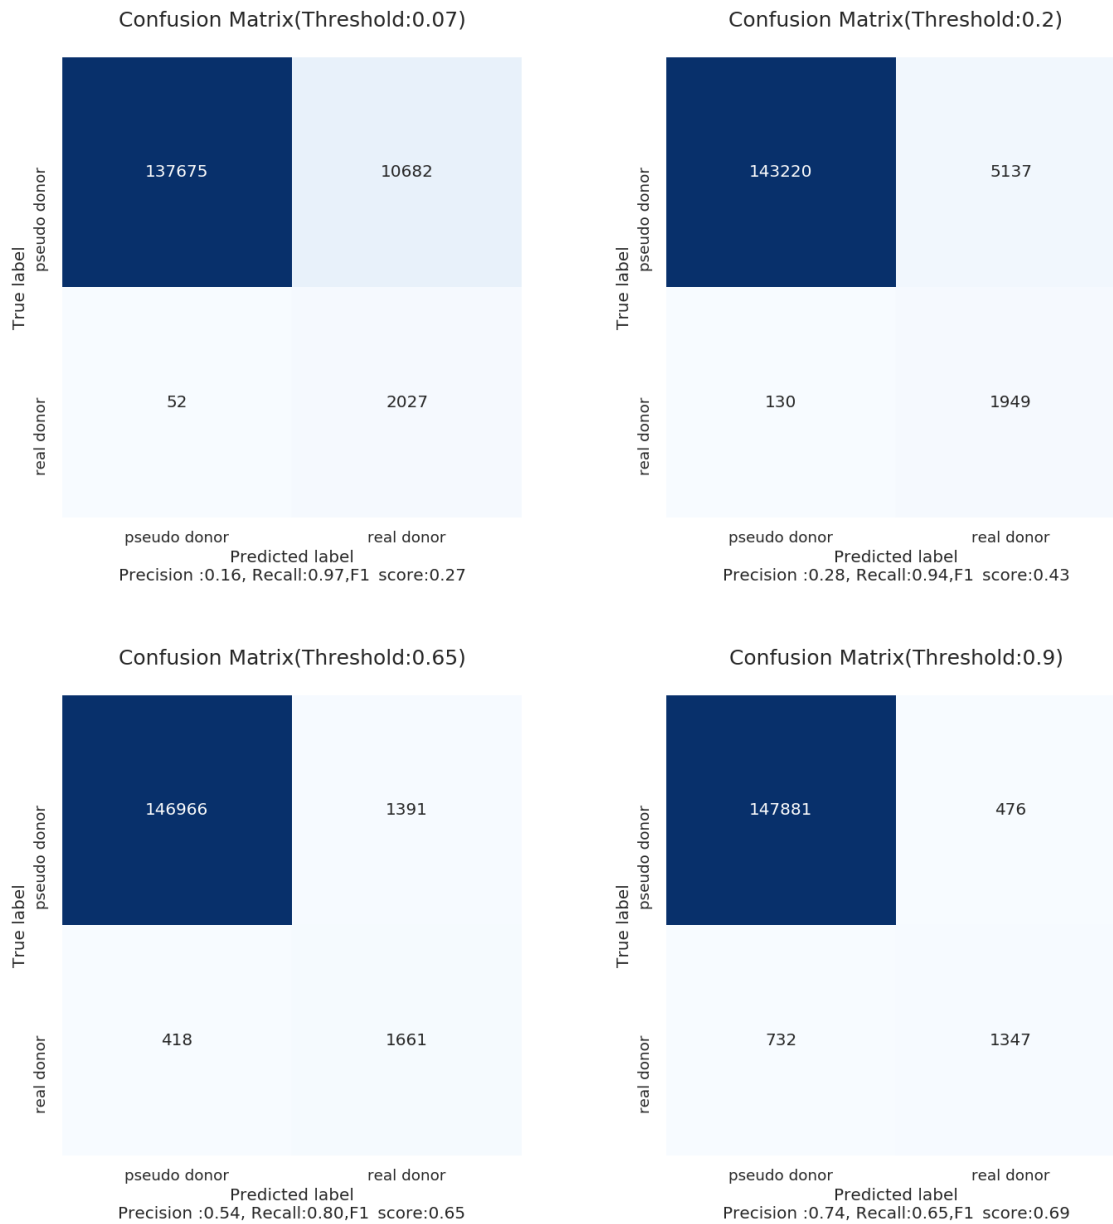 Confusion Matrix(Threshold:0.07)
137675 10682
52 2027
True label
pseudo donor
real donor
pseudo donor real donor
Predicted label
Precision :0.16, Recall:0.97,F1 score:0.27
Confusion Matrix(Threshold:0.2)
143220 5137
130 1949
True label
pseudo donor
real donor
pseudo donor real donor
Predicted label
Precision :0.28, Recall:0.94,F1 score:0.43
Confusion Matrix(Threshold:0.65)
146966 1391
418 1661
True label
pseudo donor
real donor
pseudo donor real donor
Predicted label
Precision :0.54, Recall:0.80,F1 score:0.65
Confusion Matrix(Threshold:0.9)
147881 476
732 1347
True label
pseudo donor
real donor
pseudo donor real donor
Predicted label
Precision :0.74, Recall:0.65,F1 score:0.69